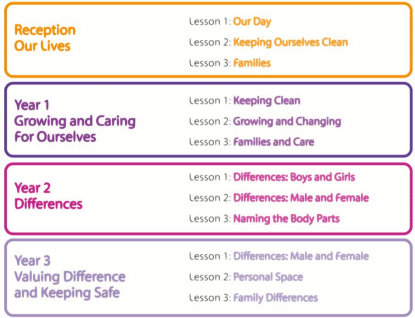 Reception
Our Lives
Lesson 1: Our Day
Lesson 2: Keeping Ourselves Clean
Lesson 3: Families
Year 1
Growing and Caring
For Ourselves
Lesson 1: Keeping Clean
Lesson 2: Growing and Changing
Lesson 3: Families and Care
Year 2
Differences
Lesson 1: Differences: Boys and Girls
Lesson 2: Differences: Male and Female
Lesson 3: Naming the Body Parts
Year 3
Valuing Difference
and Keeping Safe
Lesson 1: Differences: Male and Female
Lesson 2: Personal Space
Lesson 3: Family Differences